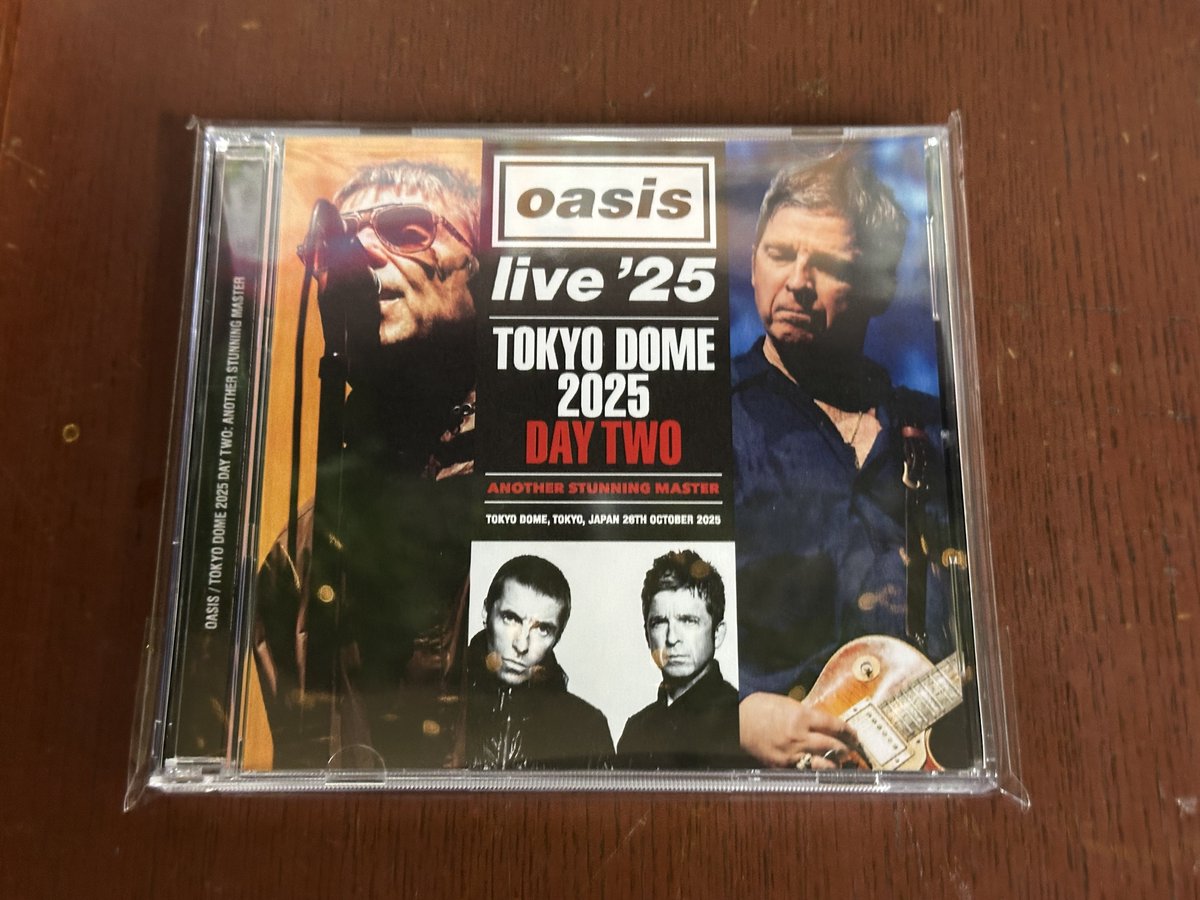 OASIS / TOKYO DOME 2025 DAY TWO: ANOTHER STUNNING MASTER
oasis
live '25
TOKYO DOME
2025
DAY TWO
ANOTHER STUNNING MASTER
TOKYO DOME, TOKYO, JAPAN 26TH OCTOBER 2025